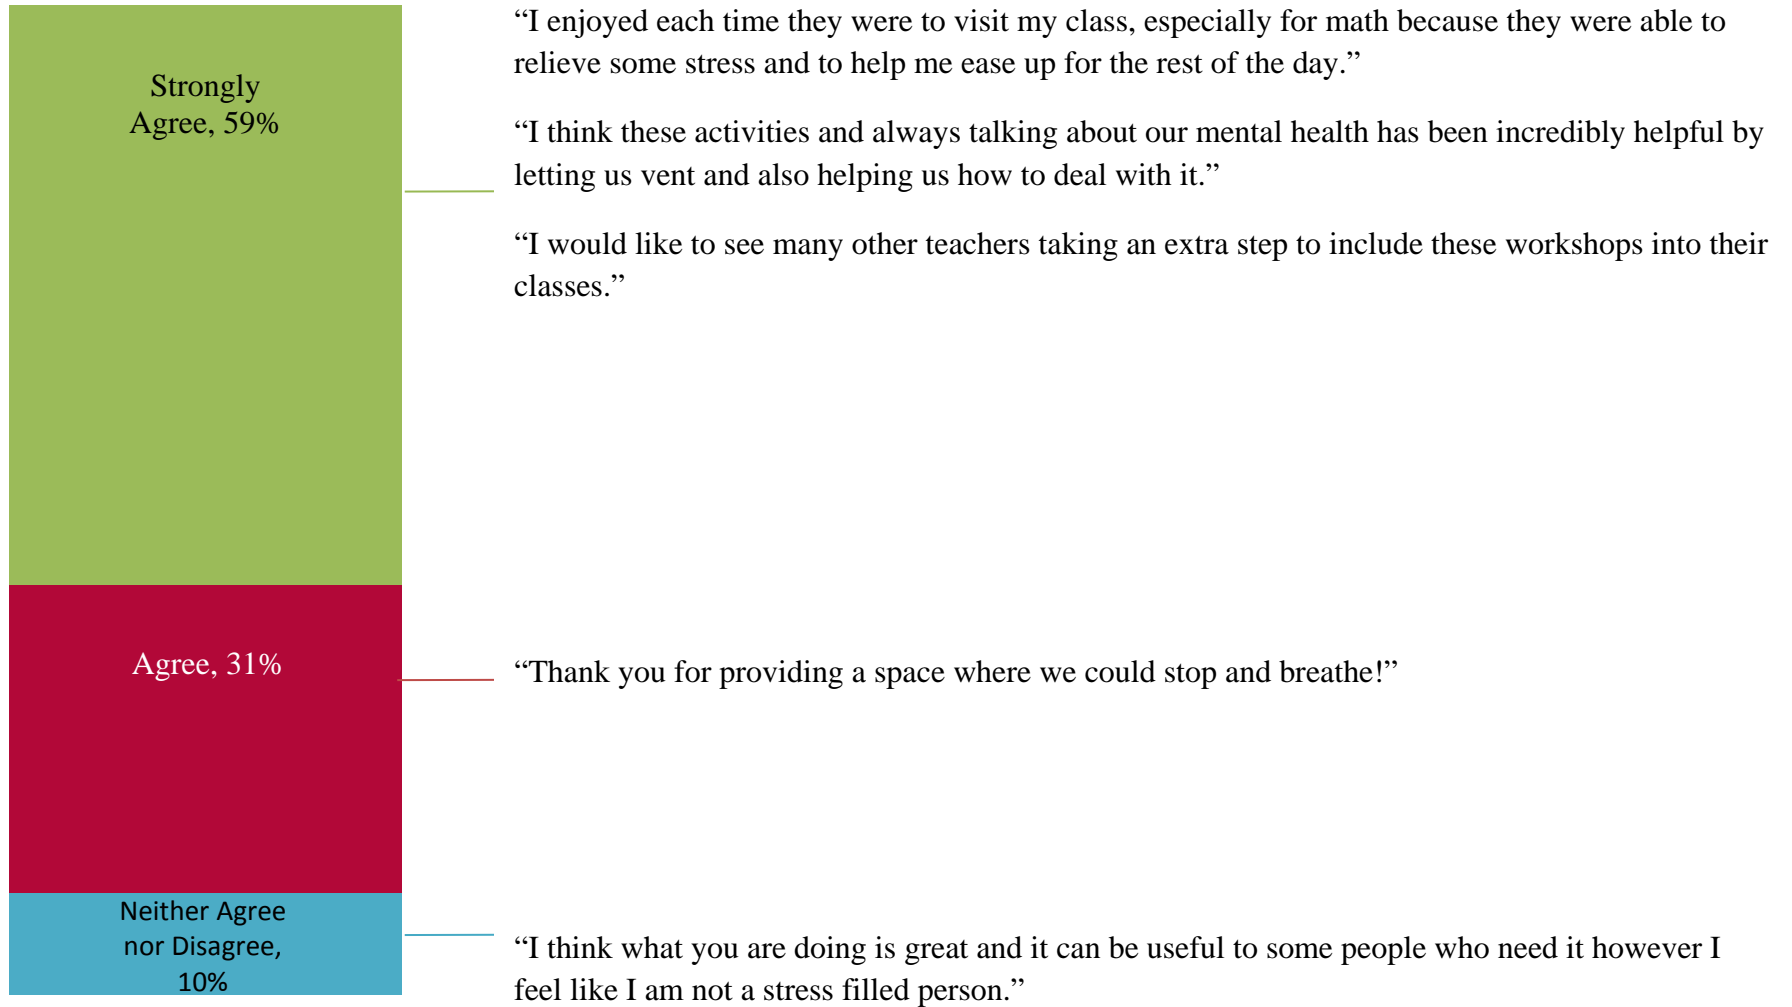 Strongly
Agree, 59%
“I enjoyed each time they were to visit my class, especially for math because they were able to
relieve some stress and to help me ease up for the rest of the day.”
“I think these activities and always talking about our mental health has been incredibly helpful by
letting us vent and also helping us how to deal with it.”
“I would like to see many other teachers taking an extra step to include these workshops into their
classes.”
Agree, 31%
“Thank you for providing a space where we could stop and breathe!”
Neither Agree
nor Disagree,
10%
“I think what you are doing is great and it can be useful to some people who need it however I
feel like I am not a stress filled person.”